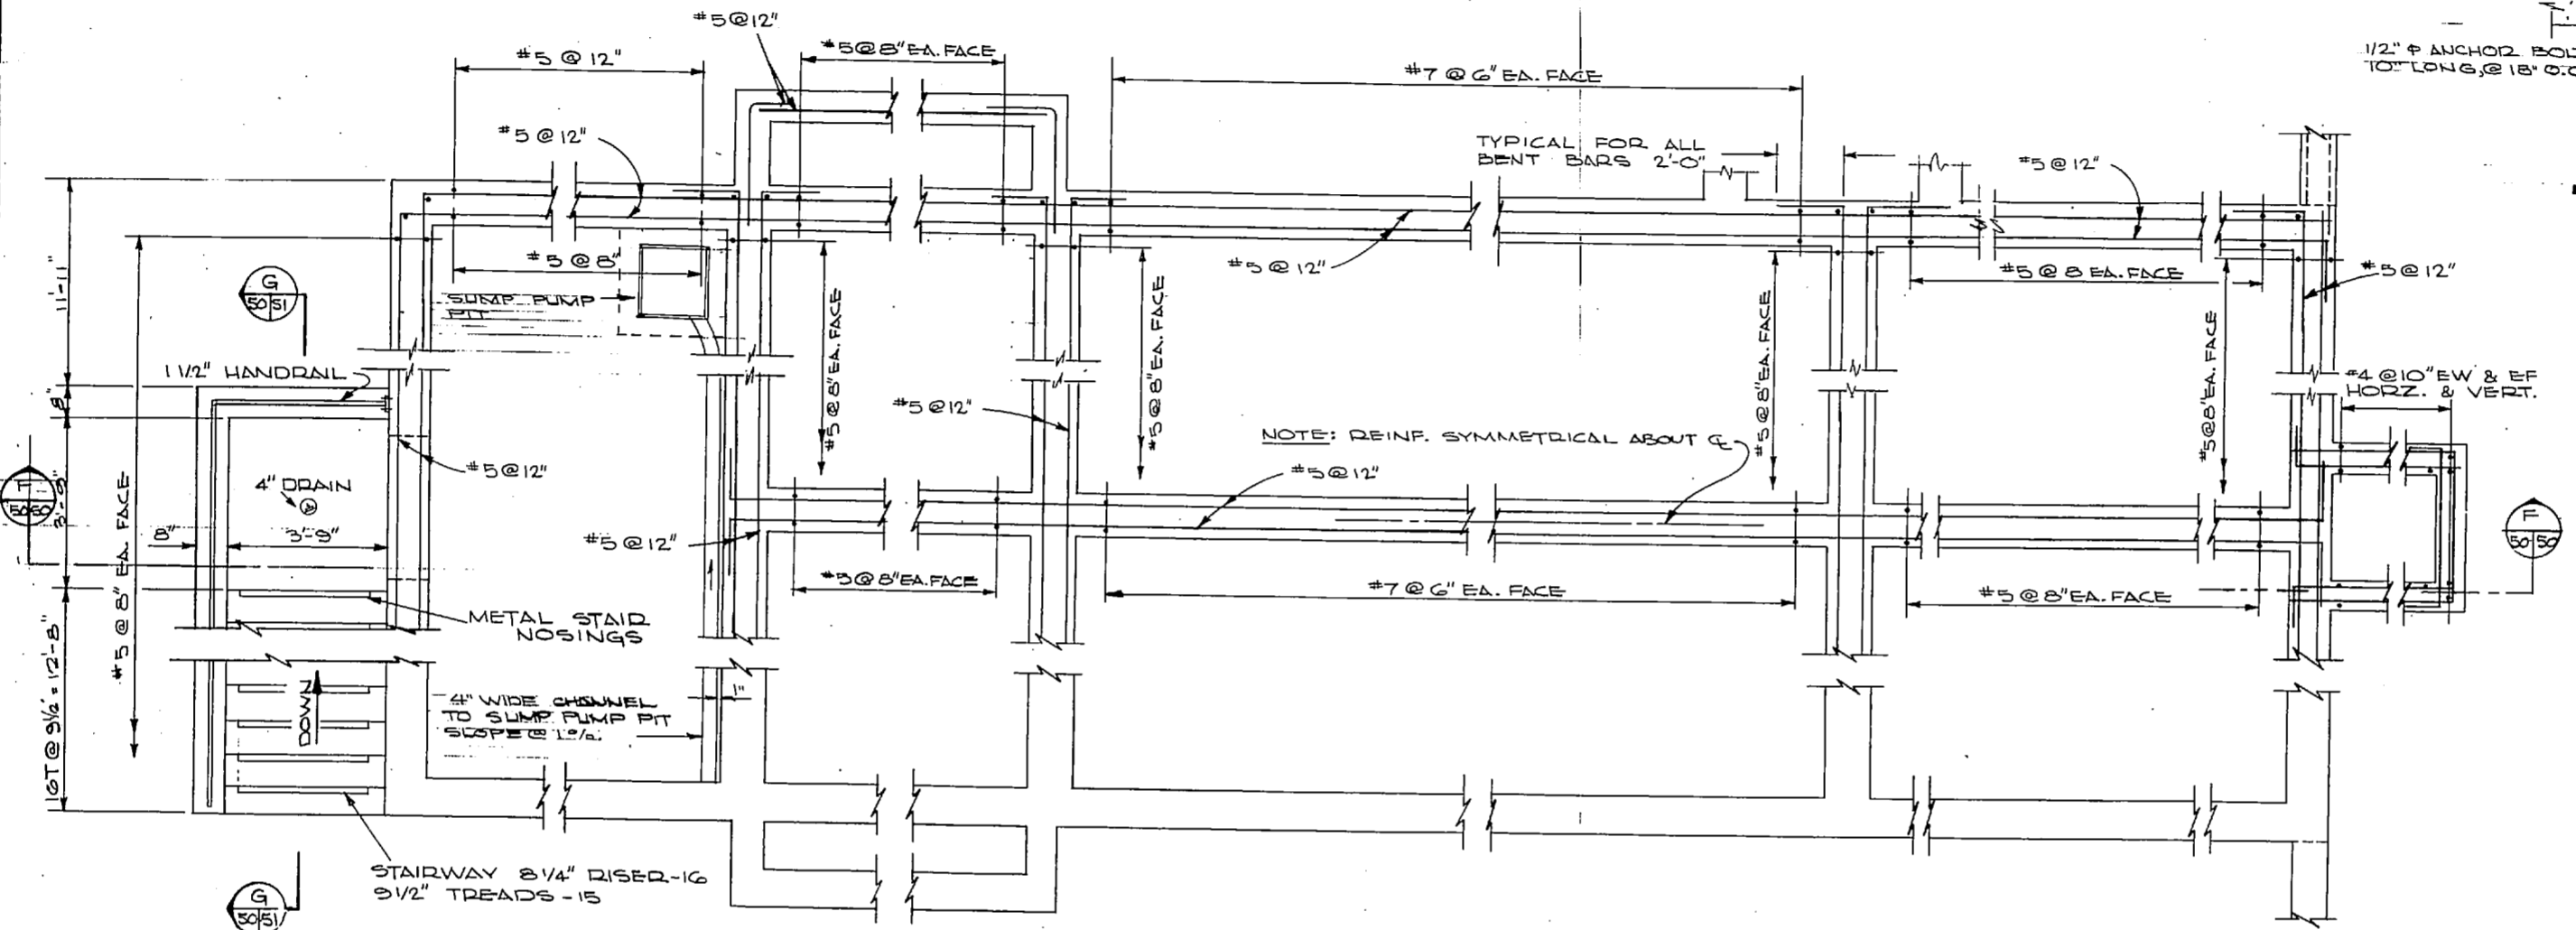 #5@12"
#5 @ 12"
#5@8"EA.FACE
#7 @ 6" EA. FACE
1/2" Φ ANCHOR BOL
LONG,@ 18" O.C
#5 @ 12"
TYPICAL FOR ALL
BENT BARS 2'-0"
#5@12"
11'-11"
G
50 51
#5 @ 8"
SUMP PUMP
PIT
#5@8"EA.FACE
#5@8"EA.FACE
#5@12"
#5@8"EA.FACE
#5@8 EA.FACE
#5@8"EA.FACE
#5@12"
1 1/2" HANDRAIL
8"
#4@10"EW & EF
HORZ. & VERT.
#5@12"
NOTE: REINF. SYMMETRICAL ABOUT ℄
#5@12"
#5@12"
F
50 50
3'-9"
#5@8" EA. FACE
4" DRAIN
8"
3'-9"
#5@12"
F
50 50
#5@8"EA.FACE
#7 @ 6" EA. FACE
#5@8"EA.FACE
METAL STAIR
NOSINGS
16T@9½"=12'-8"
DOWN
4" WIDE CHANNEL
TO SUMP PUMP PIT
SLOPE @ 1%
1"
STAIRWAY 8 1/4" RISER-16
9 1/2" TREADS-15
G
50 51